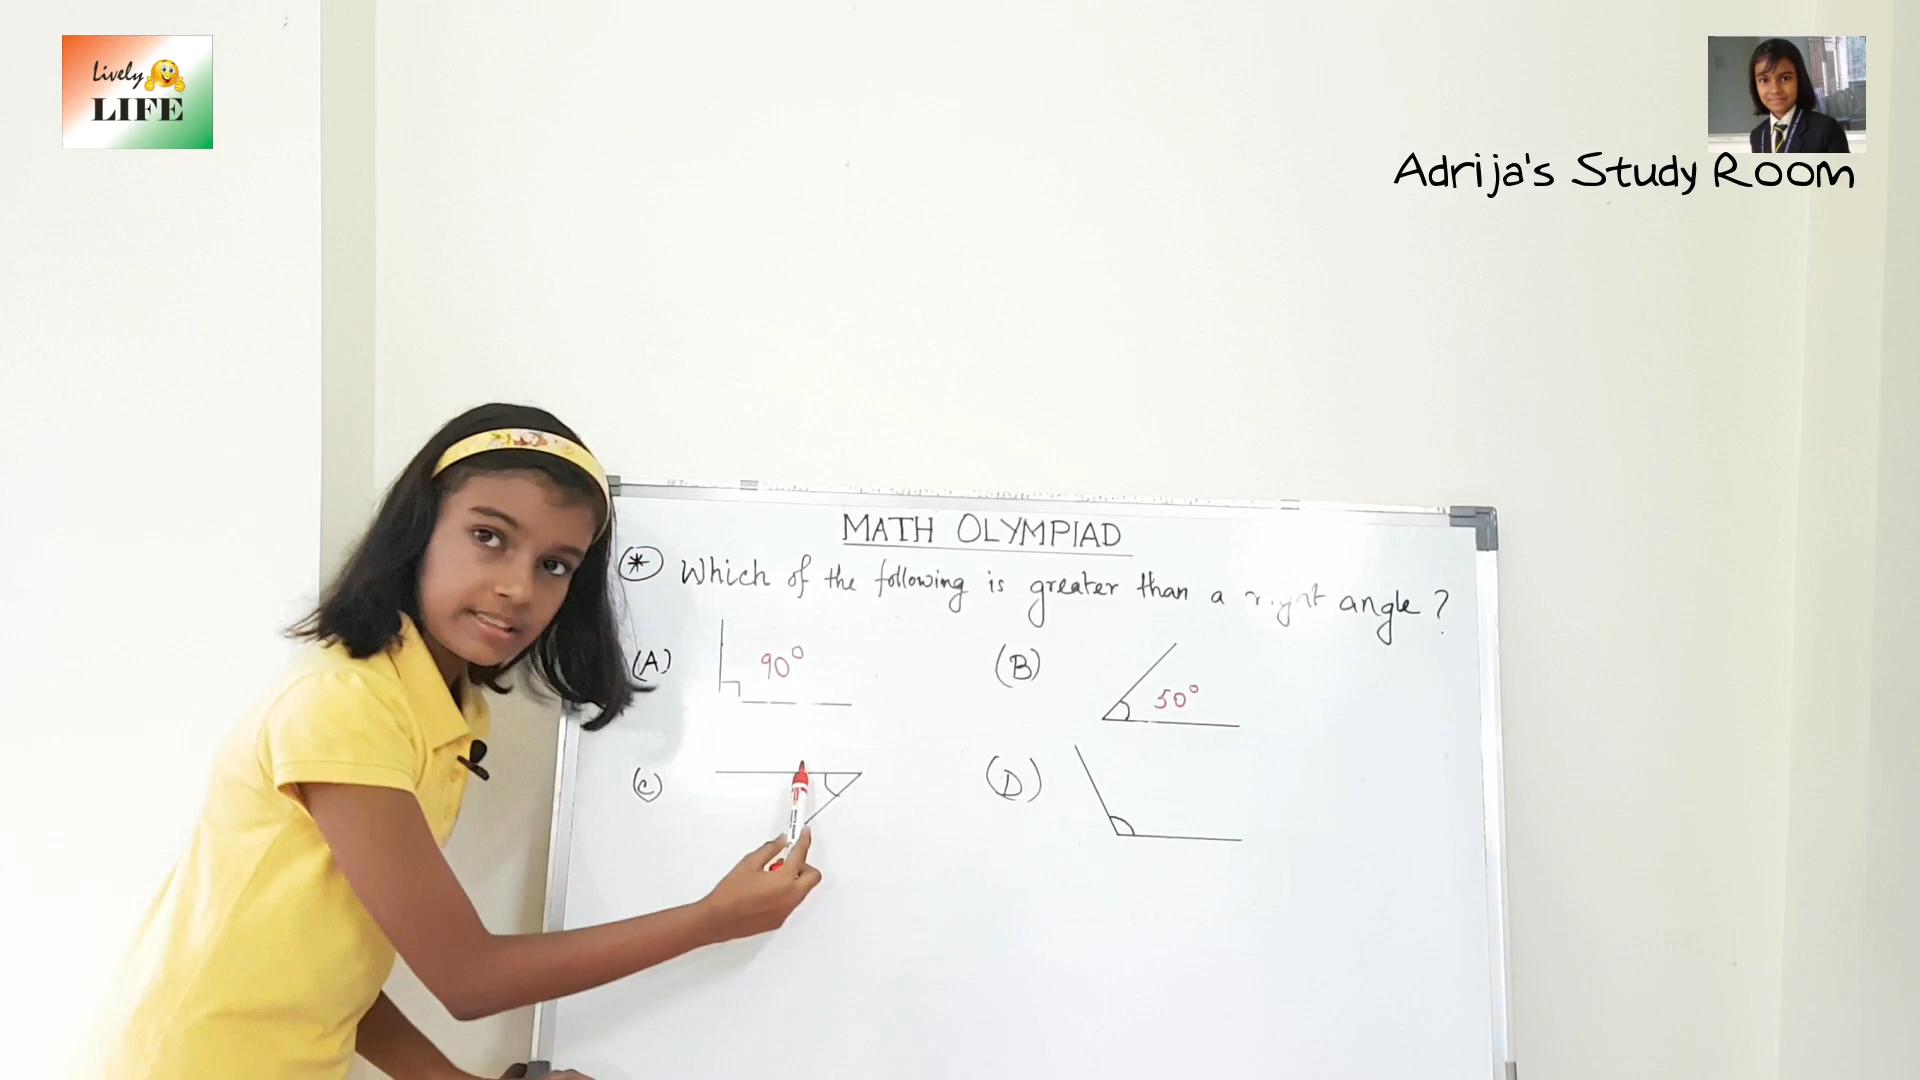 Lively
LIFE
Adrija's Study Room
MATH OLYMPIAD
* Which of the following is greater than a right angle ?
(A) 90° (B) 50°
(C) (D)